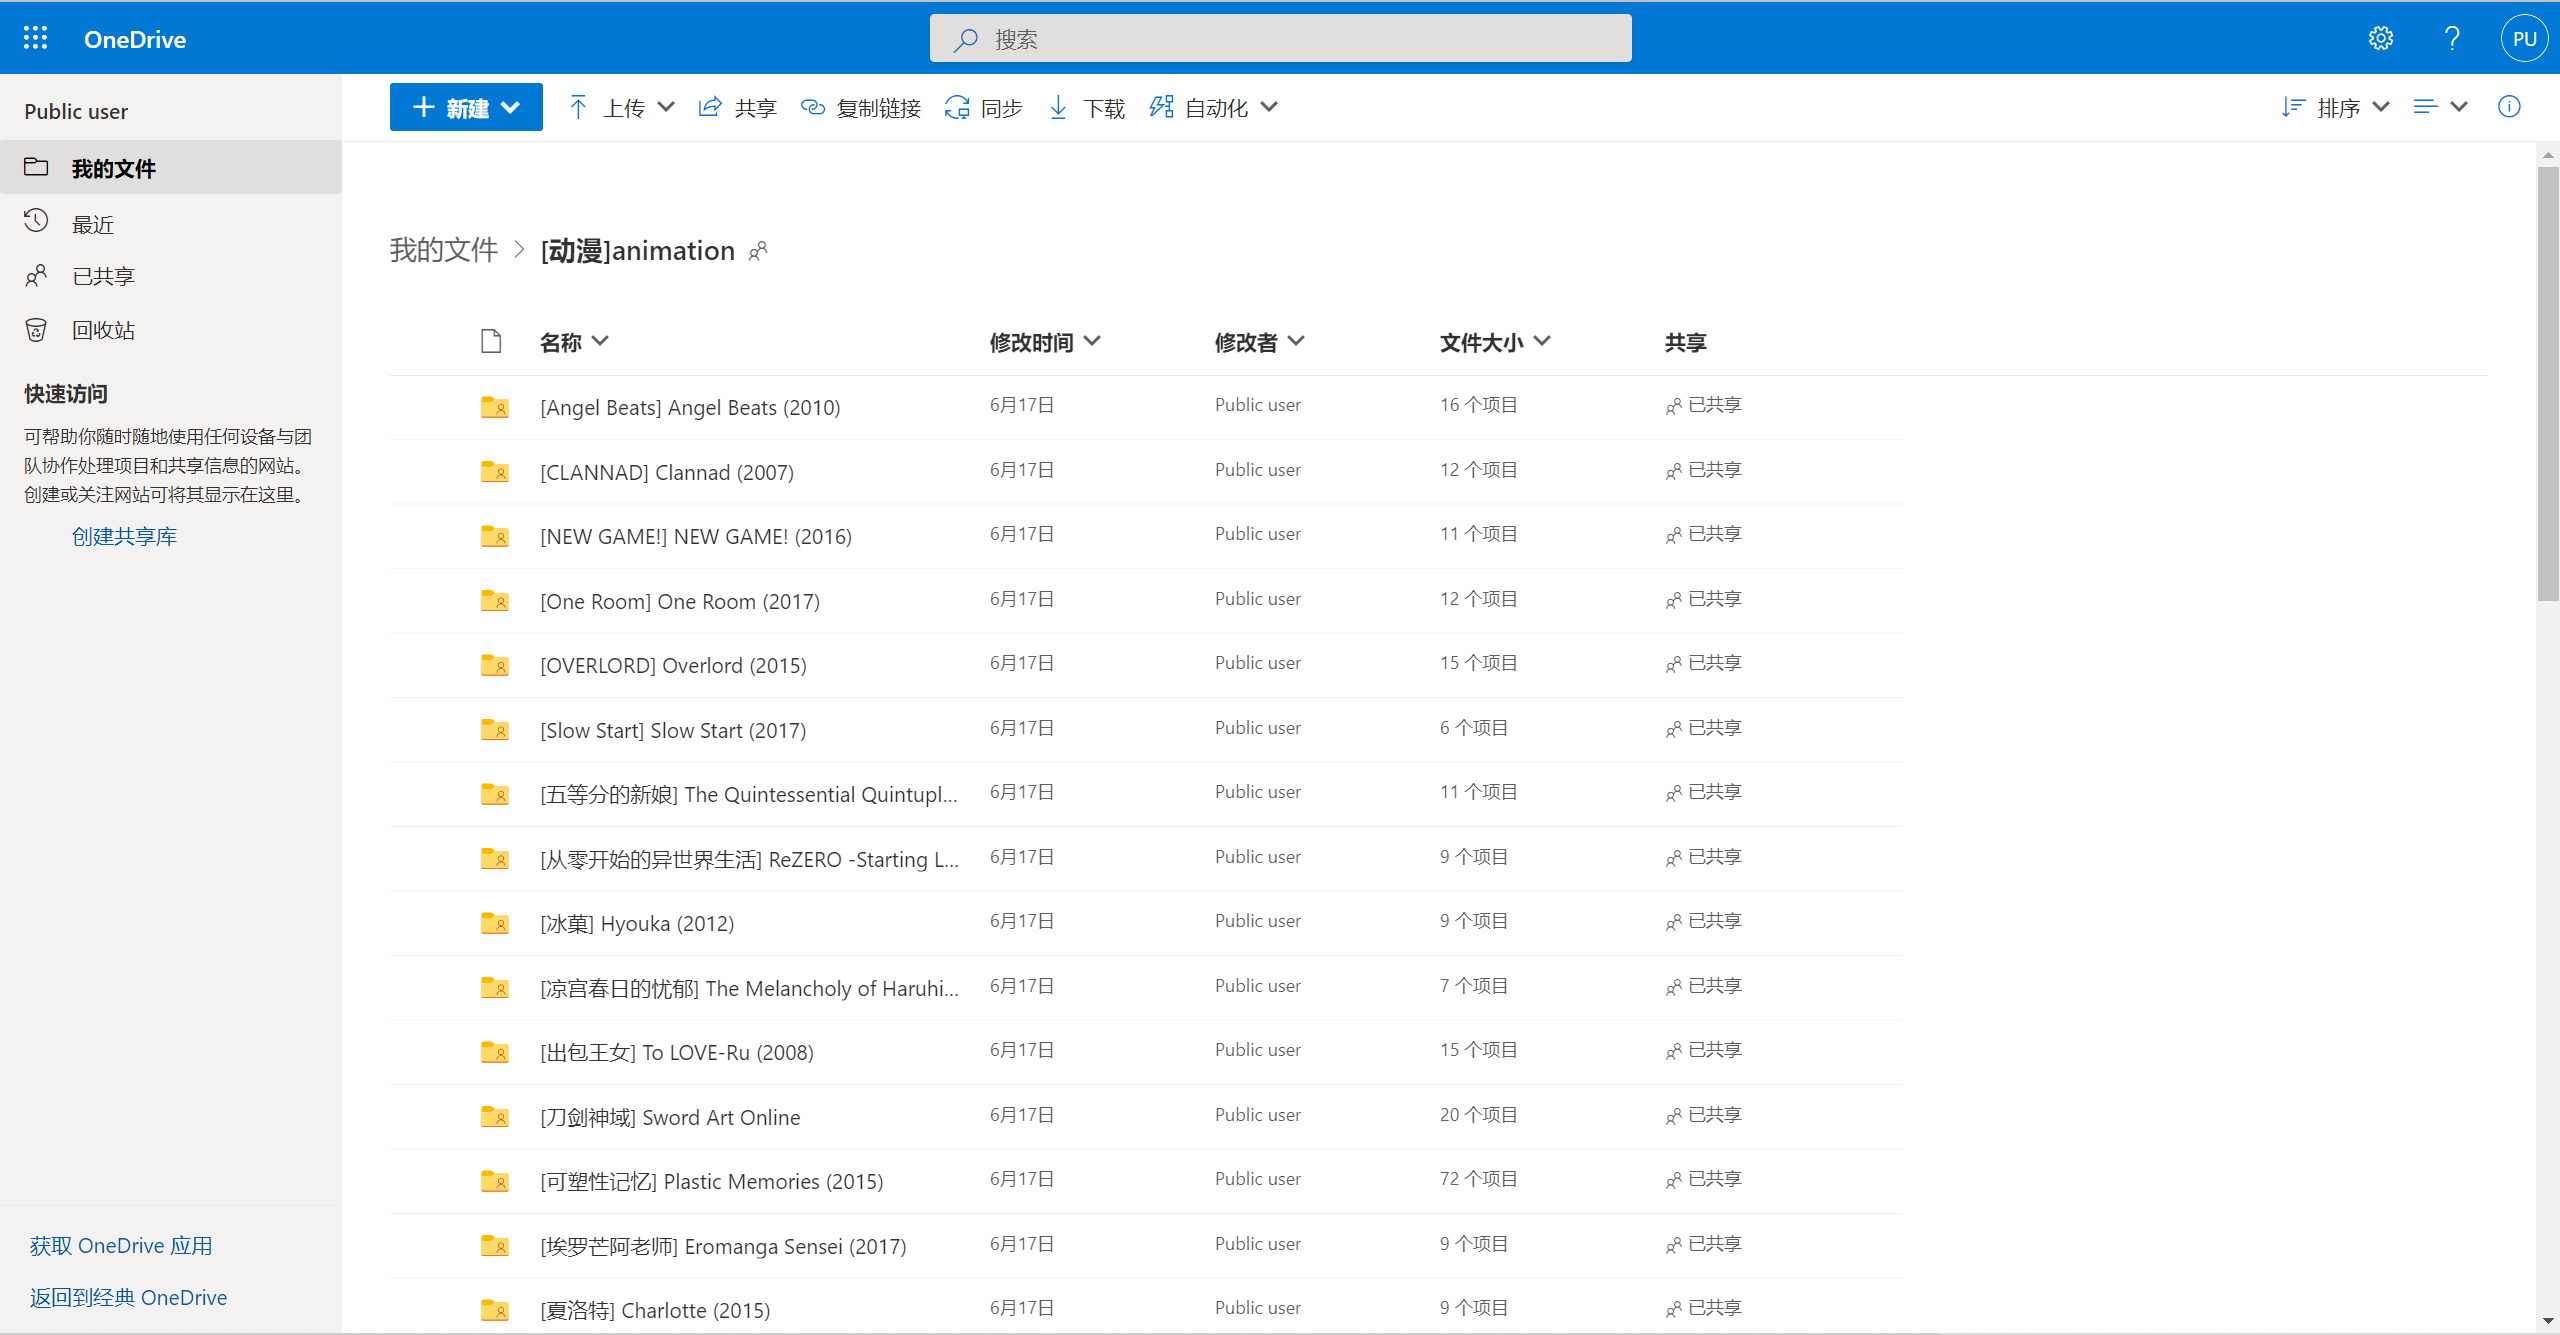 OneDrive
搜索
PU
Public user
我的文件
最近
已共享
回收站
快速访问
可帮助你随时随地使用任何设备与团
队协作处理项目和共享信息的网站。
创建或关注网站可将其显示在这里。
创建共享库
获取 OneDrive 应用
返回到经典 OneDrive
新建 上传 共享 复制链接 同步 下载 自动化 排序
我的文件 > [动漫]animation
名称 修改时间 修改者 文件大小 共享
[Angel Beats] Angel Beats (2010) 6月17日 Public user 16 个项目 已共享
[CLANNAD] Clannad (2007) 6月17日 Public user 12 个项目 已共享
[NEW GAME!] NEW GAME! (2016) 6月17日 Public user 11 个项目 已共享
[One Room] One Room (2017) 6月17日 Public user 12 个项目 已共享
[OVERLORD] Overlord (2015) 6月17日 Public user 15 个项目 已共享
[Slow Start] Slow Start (2017) 6月17日 Public user 6 个项目 已共享
[五等分的新娘] The Quintessential Quintupl... 6月17日 Public user 11 个项目 已共享
[从零开始的异世界生活] ReZERO -Starting L... 6月17日 Public user 9 个项目 已共享
[冰菓] Hyouka (2012) 6月17日 Public user 9 个项目 已共享
[凉宫春日的忧郁] The Melancholy of Haruhi... 6月17日 Public user 7 个项目 已共享
[出包王女] To LOVE-Ru (2008) 6月17日 Public user 15 个项目 已共享
[刀剑神域] Sword Art Online 6月17日 Public user 20 个项目 已共享
[可塑性记忆] Plastic Memories (2015) 6月17日 Public user 72 个项目 已共享
[埃罗芒阿老师] Eromanga Sensei (2017) 6月17日 Public user 9 个项目 已共享
[夏洛特] Charlotte (2015) 6月17日 Public user 9 个项目 已共享